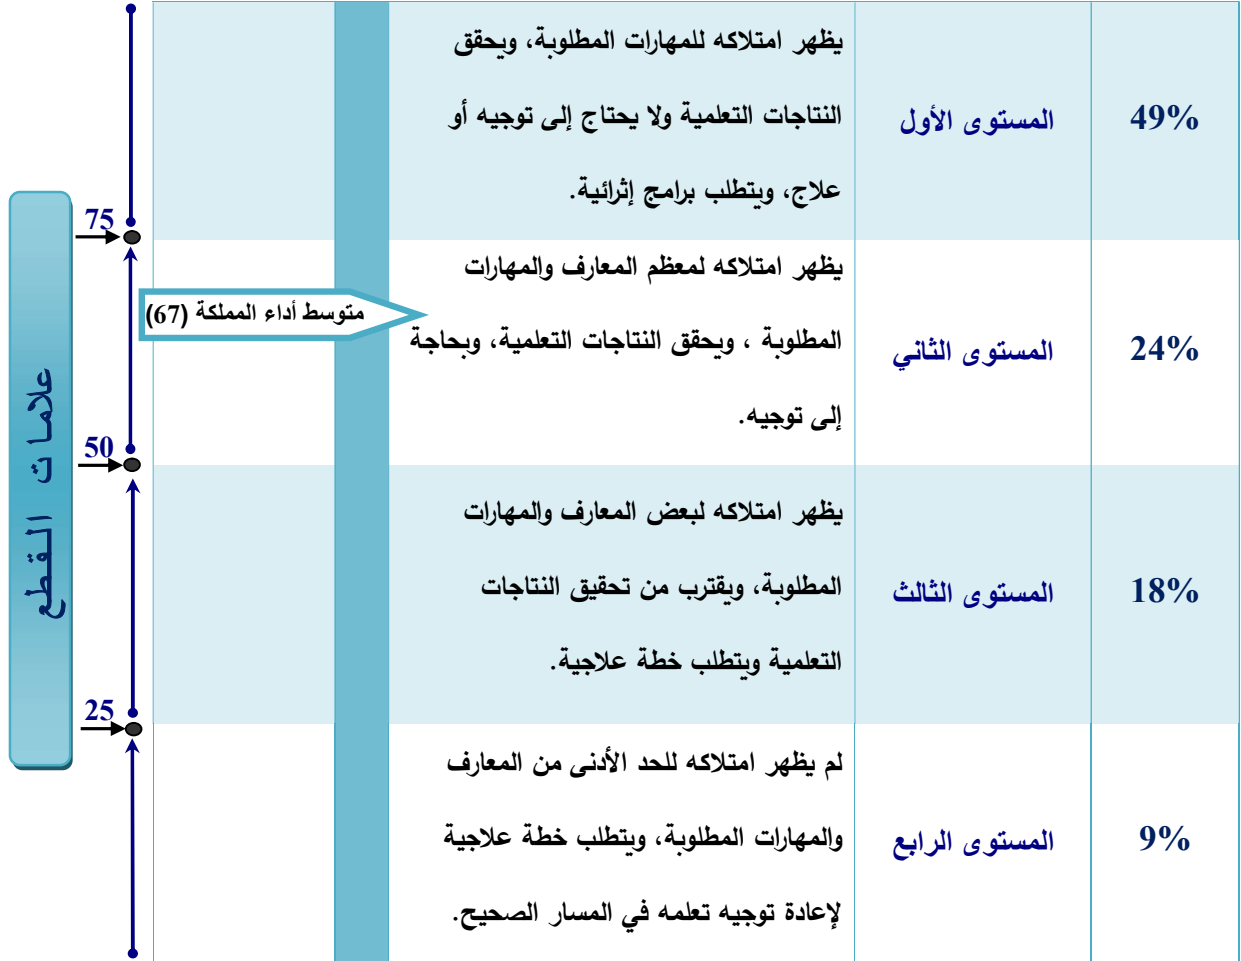 49%
المستوى الأول
يظهر امتلاكه للمهارات المطلوبة، ويحقق
النتاجات التعلمية ولا يحتاج إلى توجيه أو
علاج، ويتطلب برامج إثرائية.
75
24%
المستوى الثاني
يظهر امتلاكه لمعظم المعارف والمهارات
المطلوبة ، ويحقق النتاجات التعلمية، وبحاجة
إلى توجيه.
متوسط أداء المملكة (67)
50
18%
المستوى الثالث
يظهر امتلاكه لبعض المعارف والمهارات
المطلوبة، ويقترب من تحقيق النتاجات
التعلمية ويتطلب خطة علاجية.
25
9%
المستوى الرابع
لم يظهر امتلاكه للحد الأدنى من المعارف
والمهارات المطلوبة، ويتطلب خطة علاجية
لإعادة توجيه تعلمه في المسار الصحيح.
علامات القطع